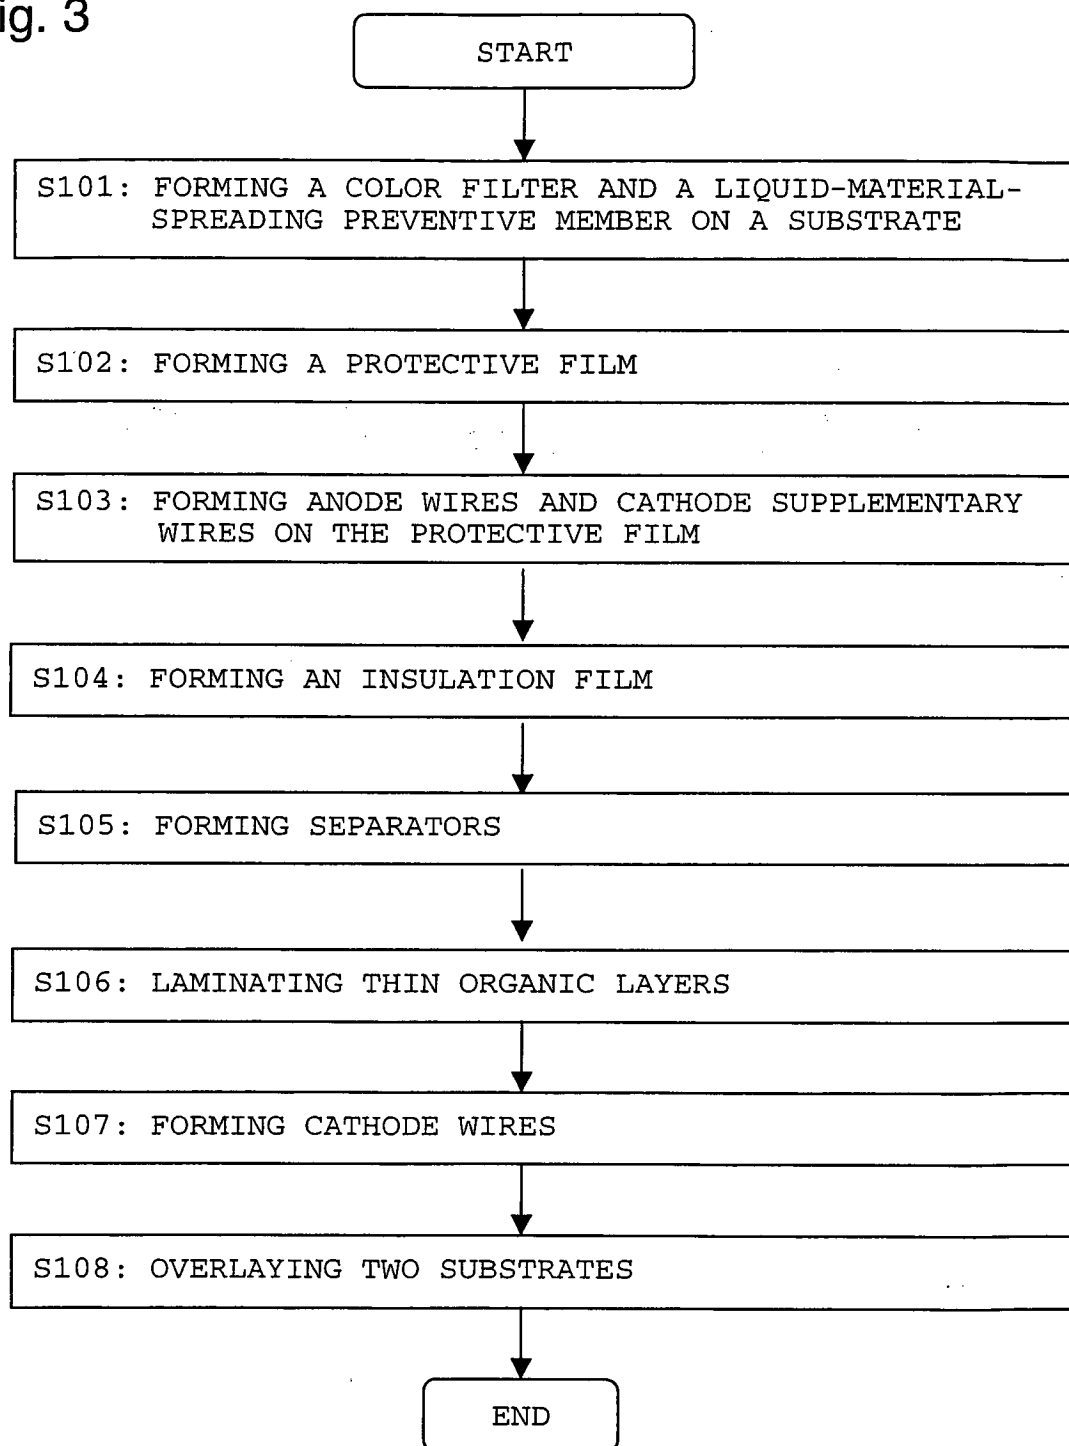 ig. 3
START
S101: FORMING A COLOR FILTER AND A LIQUID-MATERIAL-
SPREADING PREVENTIVE MEMBER ON A SUBSTRATE
S102: FORMING A PROTECTIVE FILM
S103: FORMING ANODE WIRES AND CATHODE SUPPLEMENTARY
WIRES ON THE PROTECTIVE FILM
S104: FORMING AN INSULATION FILM
S105: FORMING SEPARATORS
S106: LAMINATING THIN ORGANIC LAYERS
S107: FORMING CATHODE WIRES
S108: OVERLAYING TWO SUBSTRATES
END